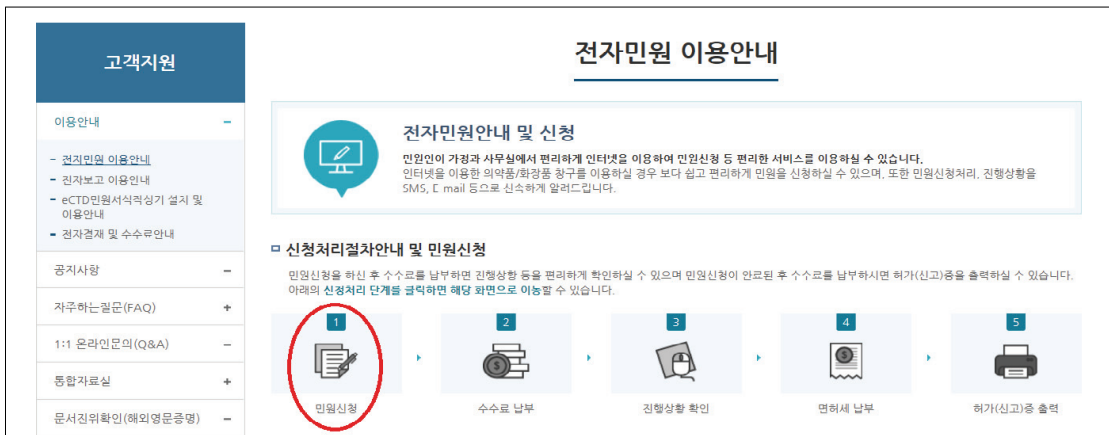 고객지원
이용안내
전자민원 이용안내
전자보고 이용안내
eCTD민원서식작성기 설치 및
이용안내
전자결재 및 수수료안내
공지사항
자주하는질문(FAQ)
1:1 온라인문의(Q&A)
통합자료실
문서진위확인(해외영문증명)
전자민원 이용안내
전자민원안내 및 신청
민원인이 가정과 사무실에서 편리하게 인터넷을 이용하여 민원신청 등 편리한 서비스를 이용하실 수 있습니다.
인터넷을 이용한 의약품/화장품 창구를 이용하실 경우 보다 쉽고 편리하게 민원을 신청하실 수 있으며, 또한 민원신청처리, 진행상황을
SMS, E mail 등으로 신속하게 알려드립니다.
신청처리절차안내 및 민원신청
민원신청을 하신 후 수수료를 납부하면 진행상황 등을 편리하게 확인하실 수 있으며 민원신청이 완료된 후 수수료를 납부하시면 허가(신고)증을 출력하실 수 있습니다.
아래의 신청처리 단계를 클릭하면 해당 화면으로 이동할 수 있습니다.
1
2
3
4
5
민원신청
수수료 납부
진행상황 확인
면허세 납부
허가(신고)증 출력